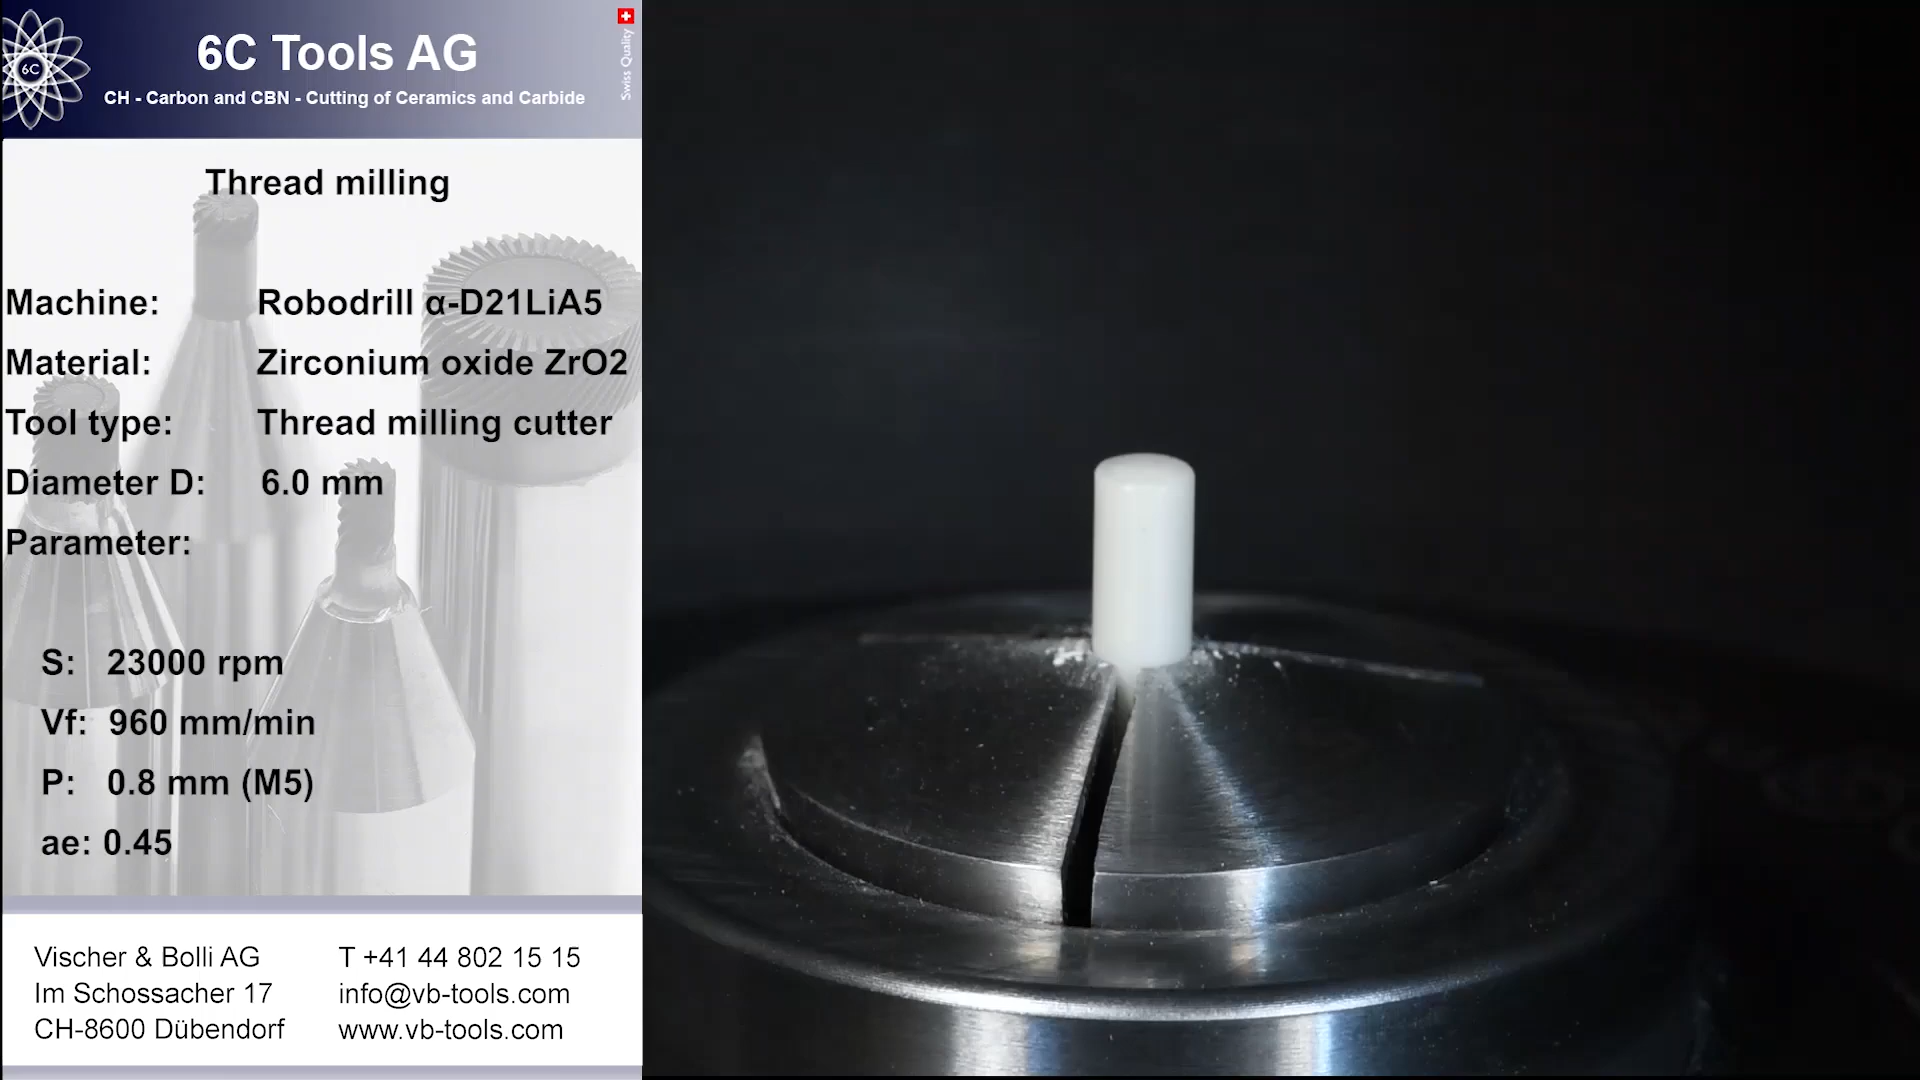 6C
6C Tools AG
CH - Carbon and CBN - Cutting of Ceramics and Carbide
Swiss Quality
Thread milling
Machine: Robodrill α-D21LiA5
Material: Zirconium oxide ZrO2
Tool type: Thread milling cutter
Diameter D: 6.0 mm
Parameter:
S: 23000 rpm
Vf: 960 mm/min
P: 0.8 mm (M5)
ae: 0.45
Vischer & Bolli AG
Im Schossacher 17
CH-8600 Dübendorf
T +41 44 802 15 15
info@vb-tools.com
www.vb-tools.com